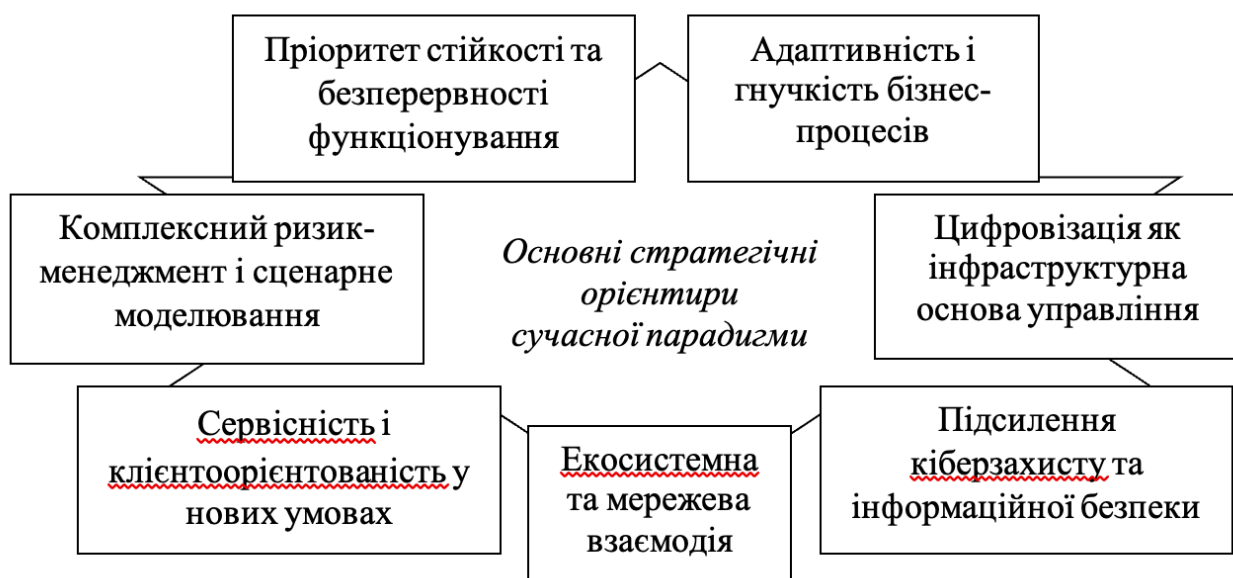 Пріоритет стійкості та
безперервності
функціонування
Адаптивність і
гнучкість бізнес-
процесів
Комплексний ризик-
менеджмент і сценарне
моделювання
Основні стратегічні
орієнтири
сучасної парадигми
Цифровізація як
інфраструктурна
основа управління
Сервісність і
клієнтоорієнтованість у
нових умовах
Екосистемна
та мережева
взаємодія
Підсилення
кіберзахисту та
інформаційної безпеки